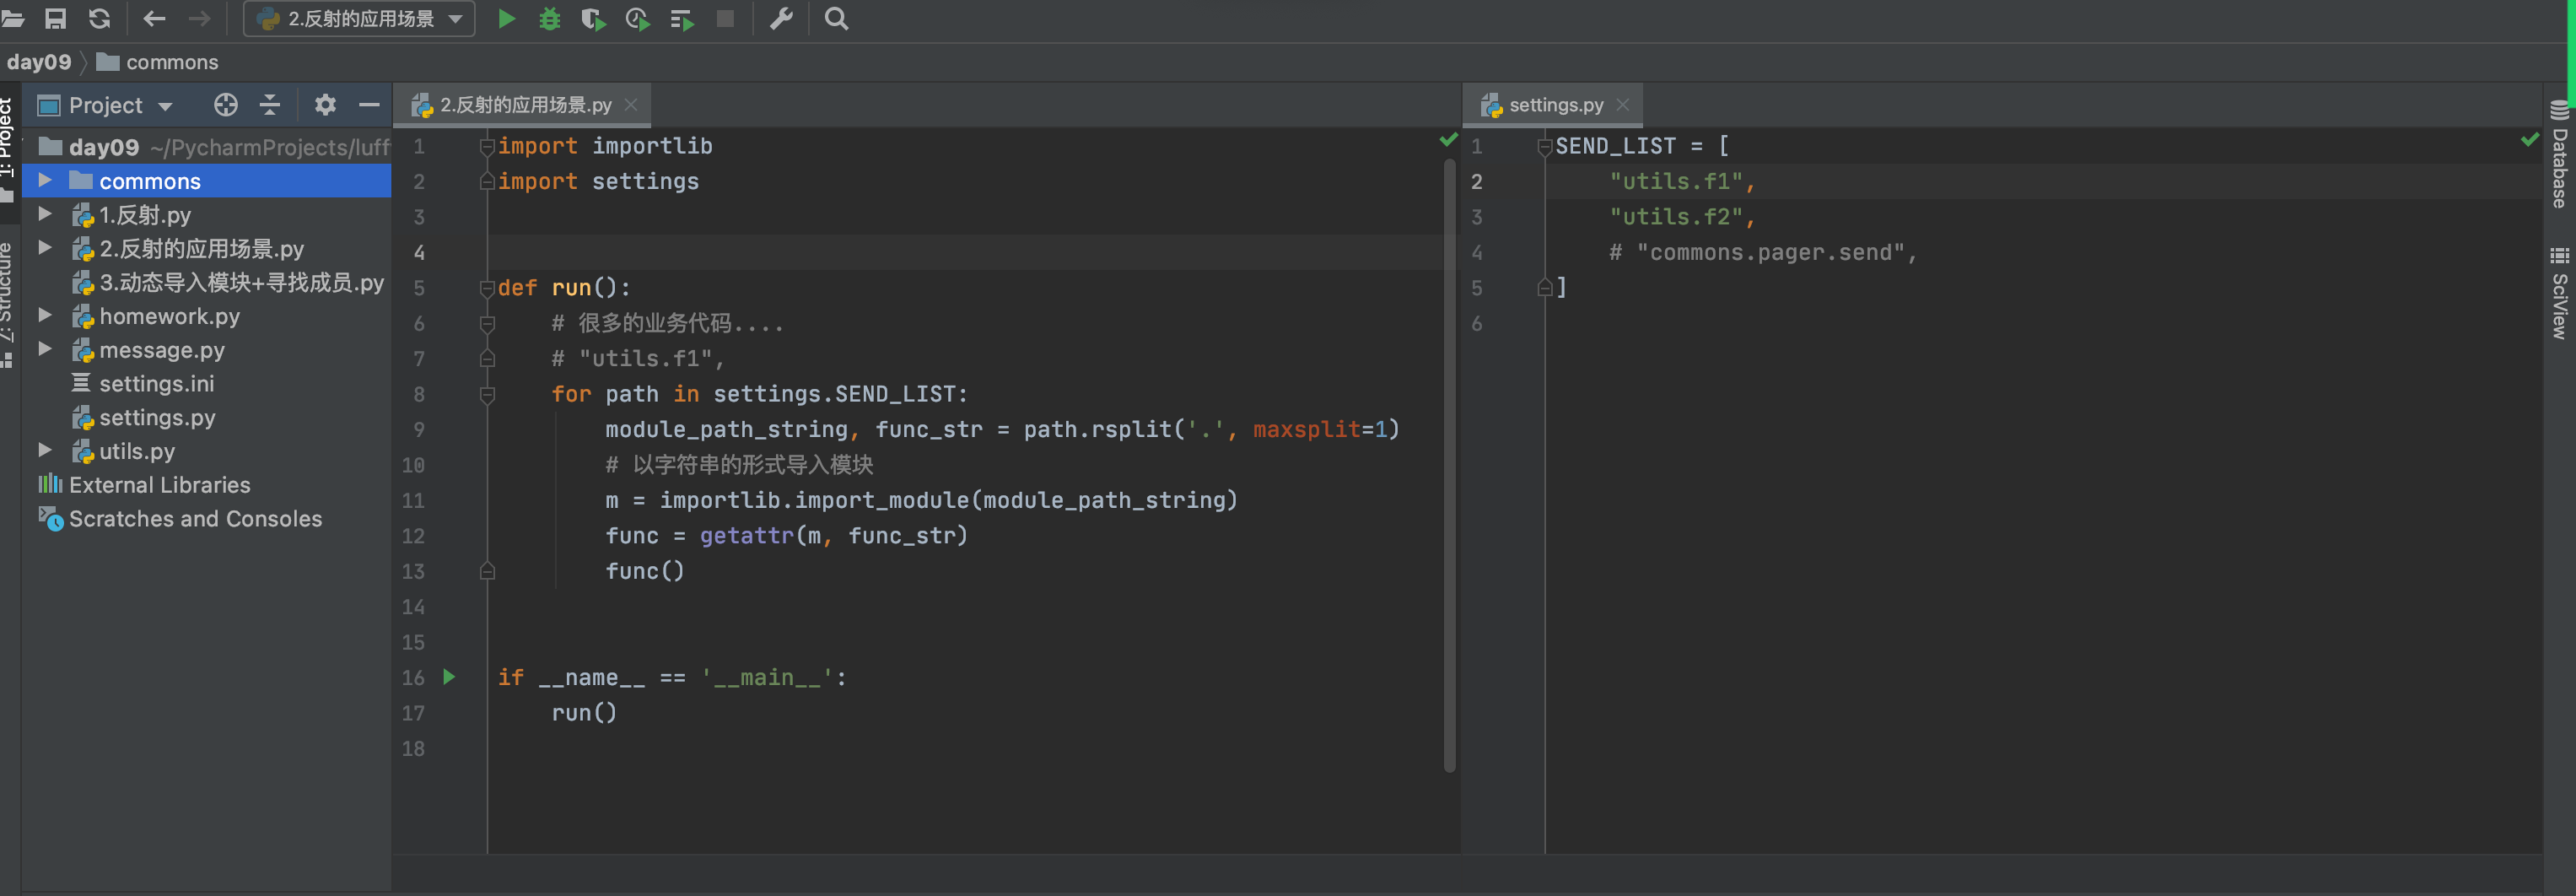 2.反射的应用场景
day09
commons
1: Project
Project
day09 ~/PycharmProjects/luff
commons
1.反射.py
2.反射的应用场景.py
3.动态导入模块+寻找成员.py
homework.py
message.py
settings.ini
settings.py
utils.py
External Libraries
Scratches and Consoles
Z: Structure
2.反射的应用场景.py
1 import importlib
2 import settings
3
4
5 def run():
6 # 很多的业务代码....
7 # "utils.f1",
8 for path in settings.SEND_LIST:
9 module_path_string, func_str = path.rsplit('.', maxsplit=1)
10 # 以字符串的形式导入模块
11 m = importlib.import_module(module_path_string)
12 func = getattr(m, func_str)
13 func()
14
15
16 if __name__ == '__main__':
17 run()
18
settings.py
1 SEND_LIST = [
2 "utils.f1",
3 "utils.f2",
4 # "commons.pager.send",
5 ]
6
Database
SciView